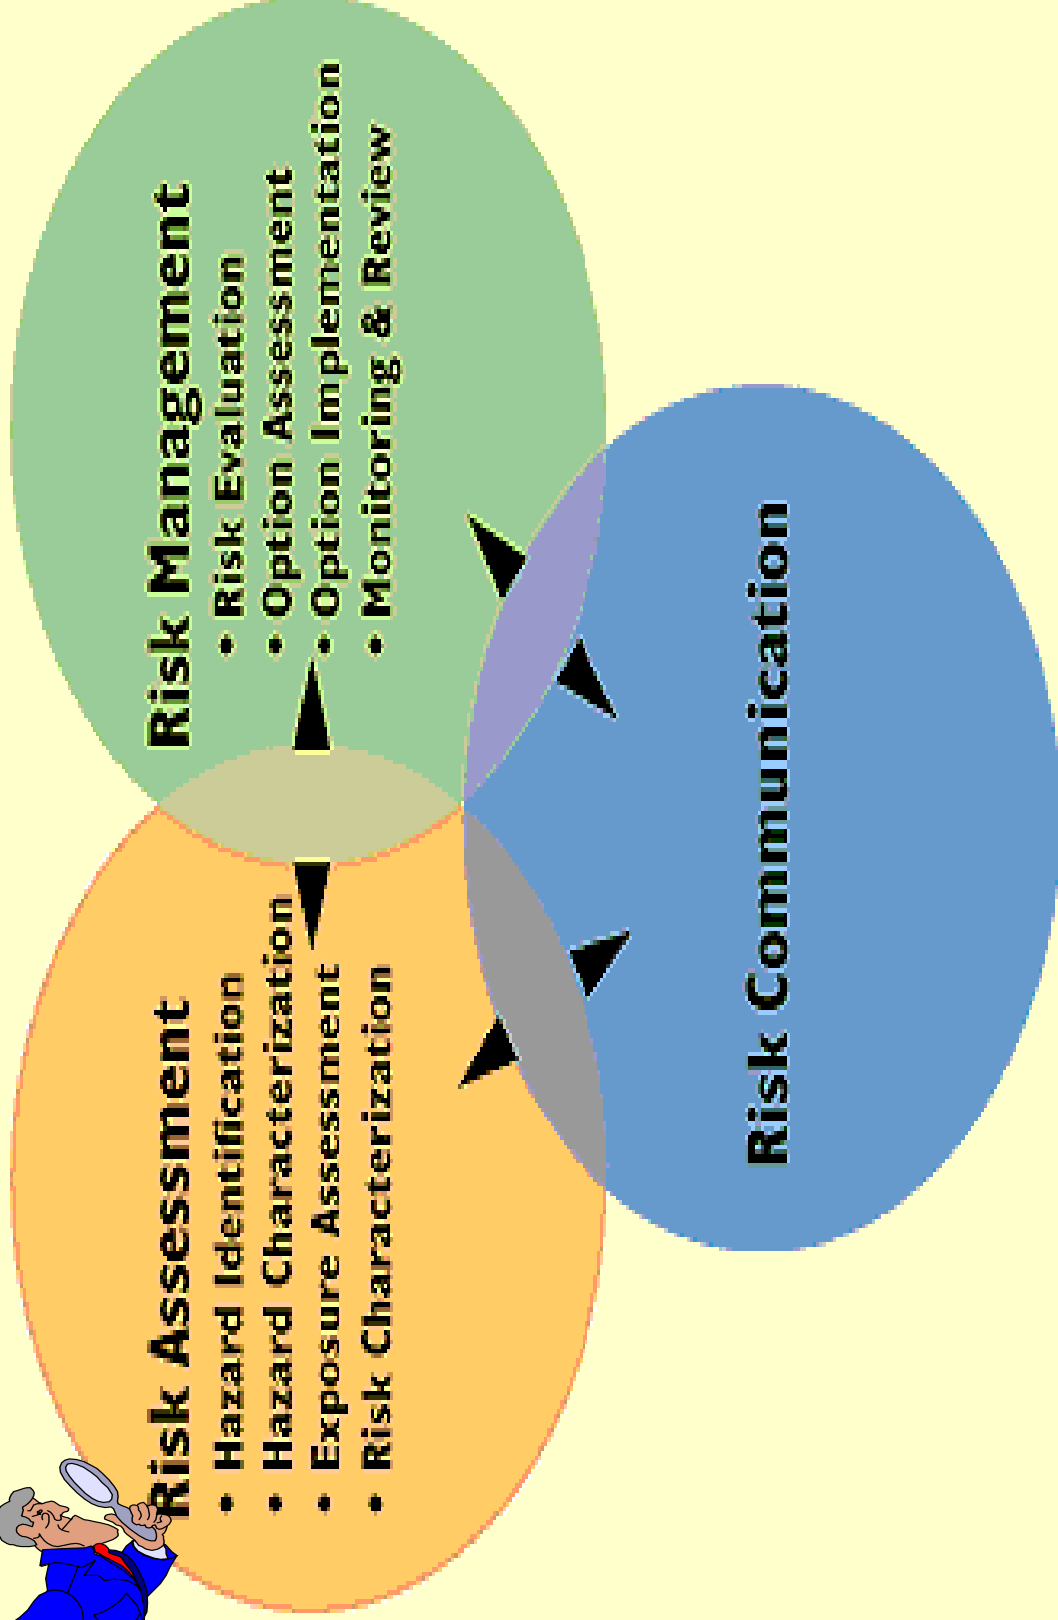 Risk Assessment
• Hazard Identification
• Hazard Characterization
• Exposure Assessment
• Risk Characterization
Risk Management
• Risk Evaluation
• Option Assessment
• Option Implementation
• Monitoring & Review
Risk Communication